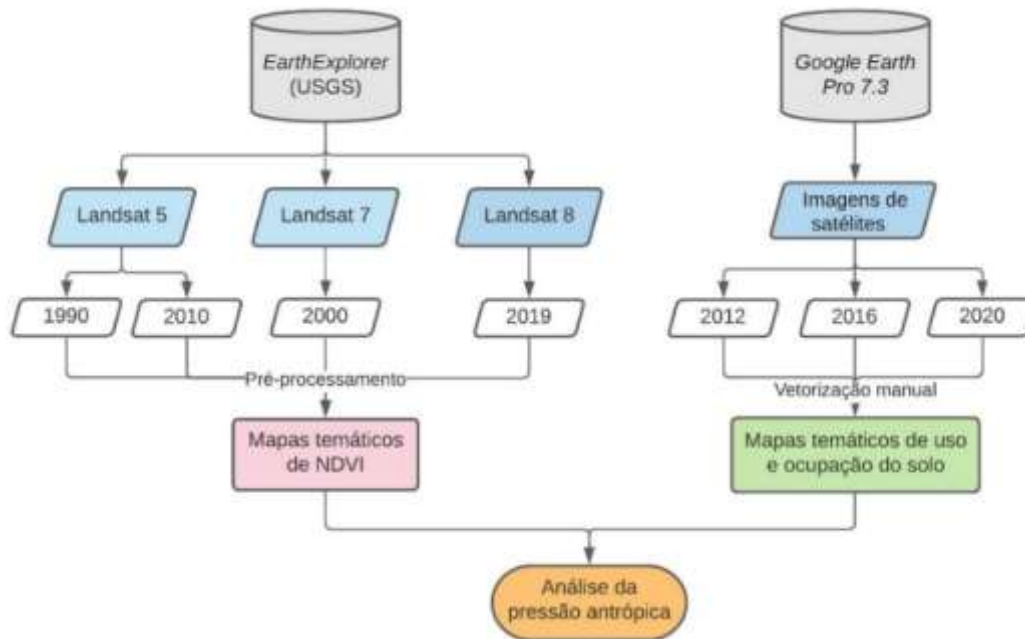 EarthExplorer
(USGS)
Google Earth
Pro 7.3
Landsat 5
Landsat 7
Landsat 8
Imagens de
satélites
1990
2010
2000
2019
2012
2016
2020
Pré-processamento
Vetorização manual
Mapas temáticos
de NDVI
Mapas temáticos de uso
e ocupação do solo
Análise da
pressão antrópica